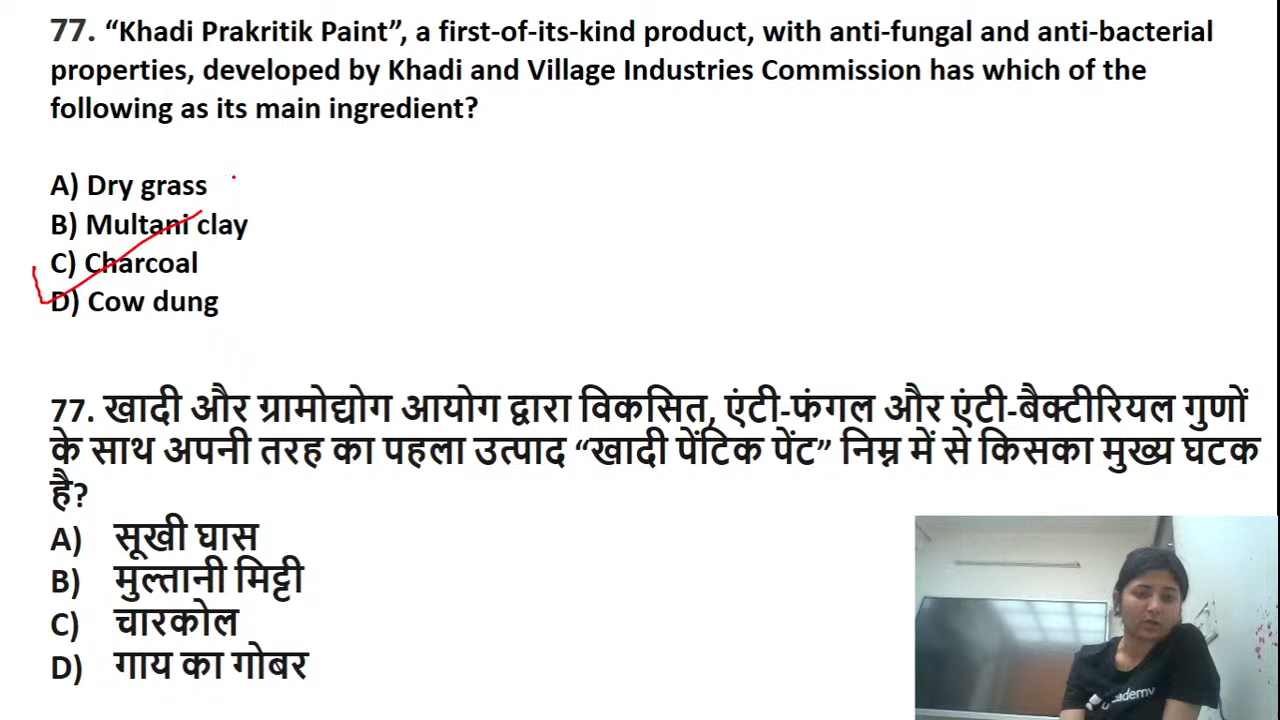 77. “Khadi Prakritik Paint”, a first-of-its-kind product, with anti-fungal and anti-bacterial
properties, developed by Khadi and Village Industries Commission has which of the
following as its main ingredient?
A) Dry grass
B) Multani clay
C) Charcoal
D) Cow dung
77. खादी और ग्रामोद्योग आयोग द्वारा विकसित, एंटी-फंगल और एंटी-बैक्टीरियल गुणों
के साथ अपनी तरह का पहला उत्पाद “खादी पेंटिक पेंट” निम्न में से किसका मुख्य घटक
है?
A) सूखी घास
B) मुल्तानी मिट्टी
C) चारकोल
D) गाय का गोबर